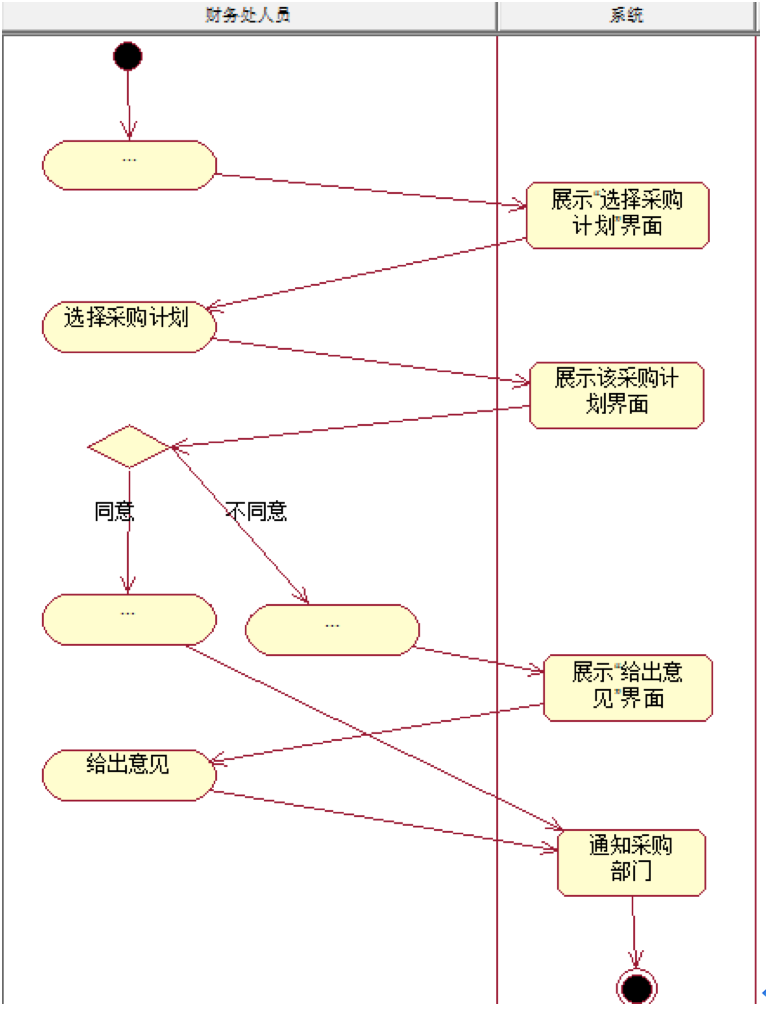 财务处人员
系统
...
展示“选择采购
计划”界面
选择采购计划
展示该采购计
划界面
同意
不同意
...
...
展示“给出意
见”界面
给出意见
通知采购
部门